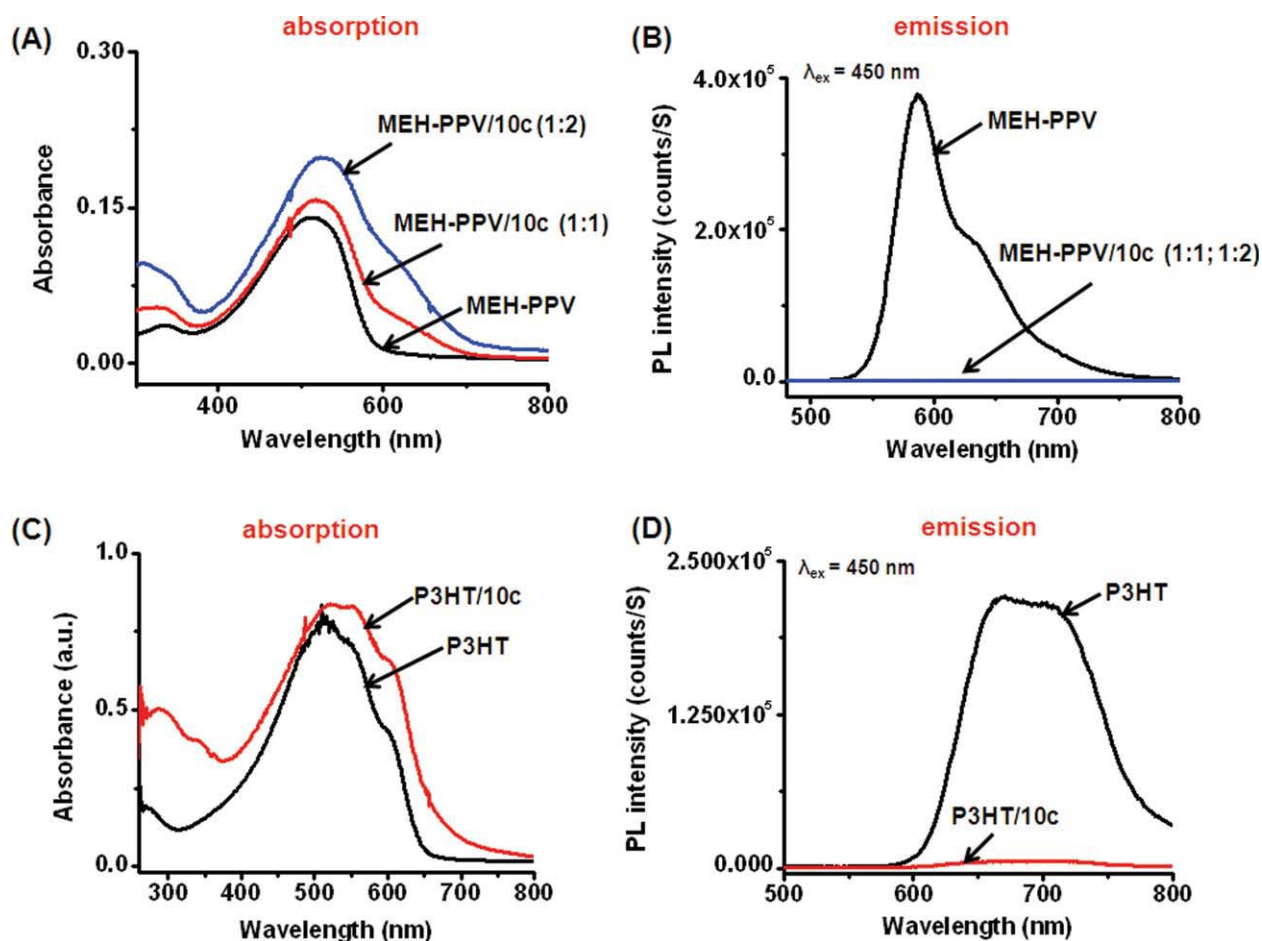 (A)
absorption
0.30
0.15
0.00
Absorbance
MEH-PPV/10c (1:2)
MEH-PPV/10c (1:1)
MEH-PPV
400
600
800
Wavelength (nm)
(B)
emission
λex = 450 nm
4.0x10⁵
2.0x10⁵
0.0
PL intensity (counts/S)
MEH-PPV
MEH-PPV/10c (1:1; 1:2)
500
600
700
800
Wavelength (nm)
(C)
absorption
1.0
0.5
0.0
Absorbance (a.u.)
P3HT/10c
P3HT
300
400
500
600
700
800
Wavelength (nm)
(D)
emission
λex = 450 nm
2.500x10⁵
1.250x10⁵
0.000
PL intensity (counts/S)
P3HT
P3HT/10c
500
600
700
800
Wavelength (nm)